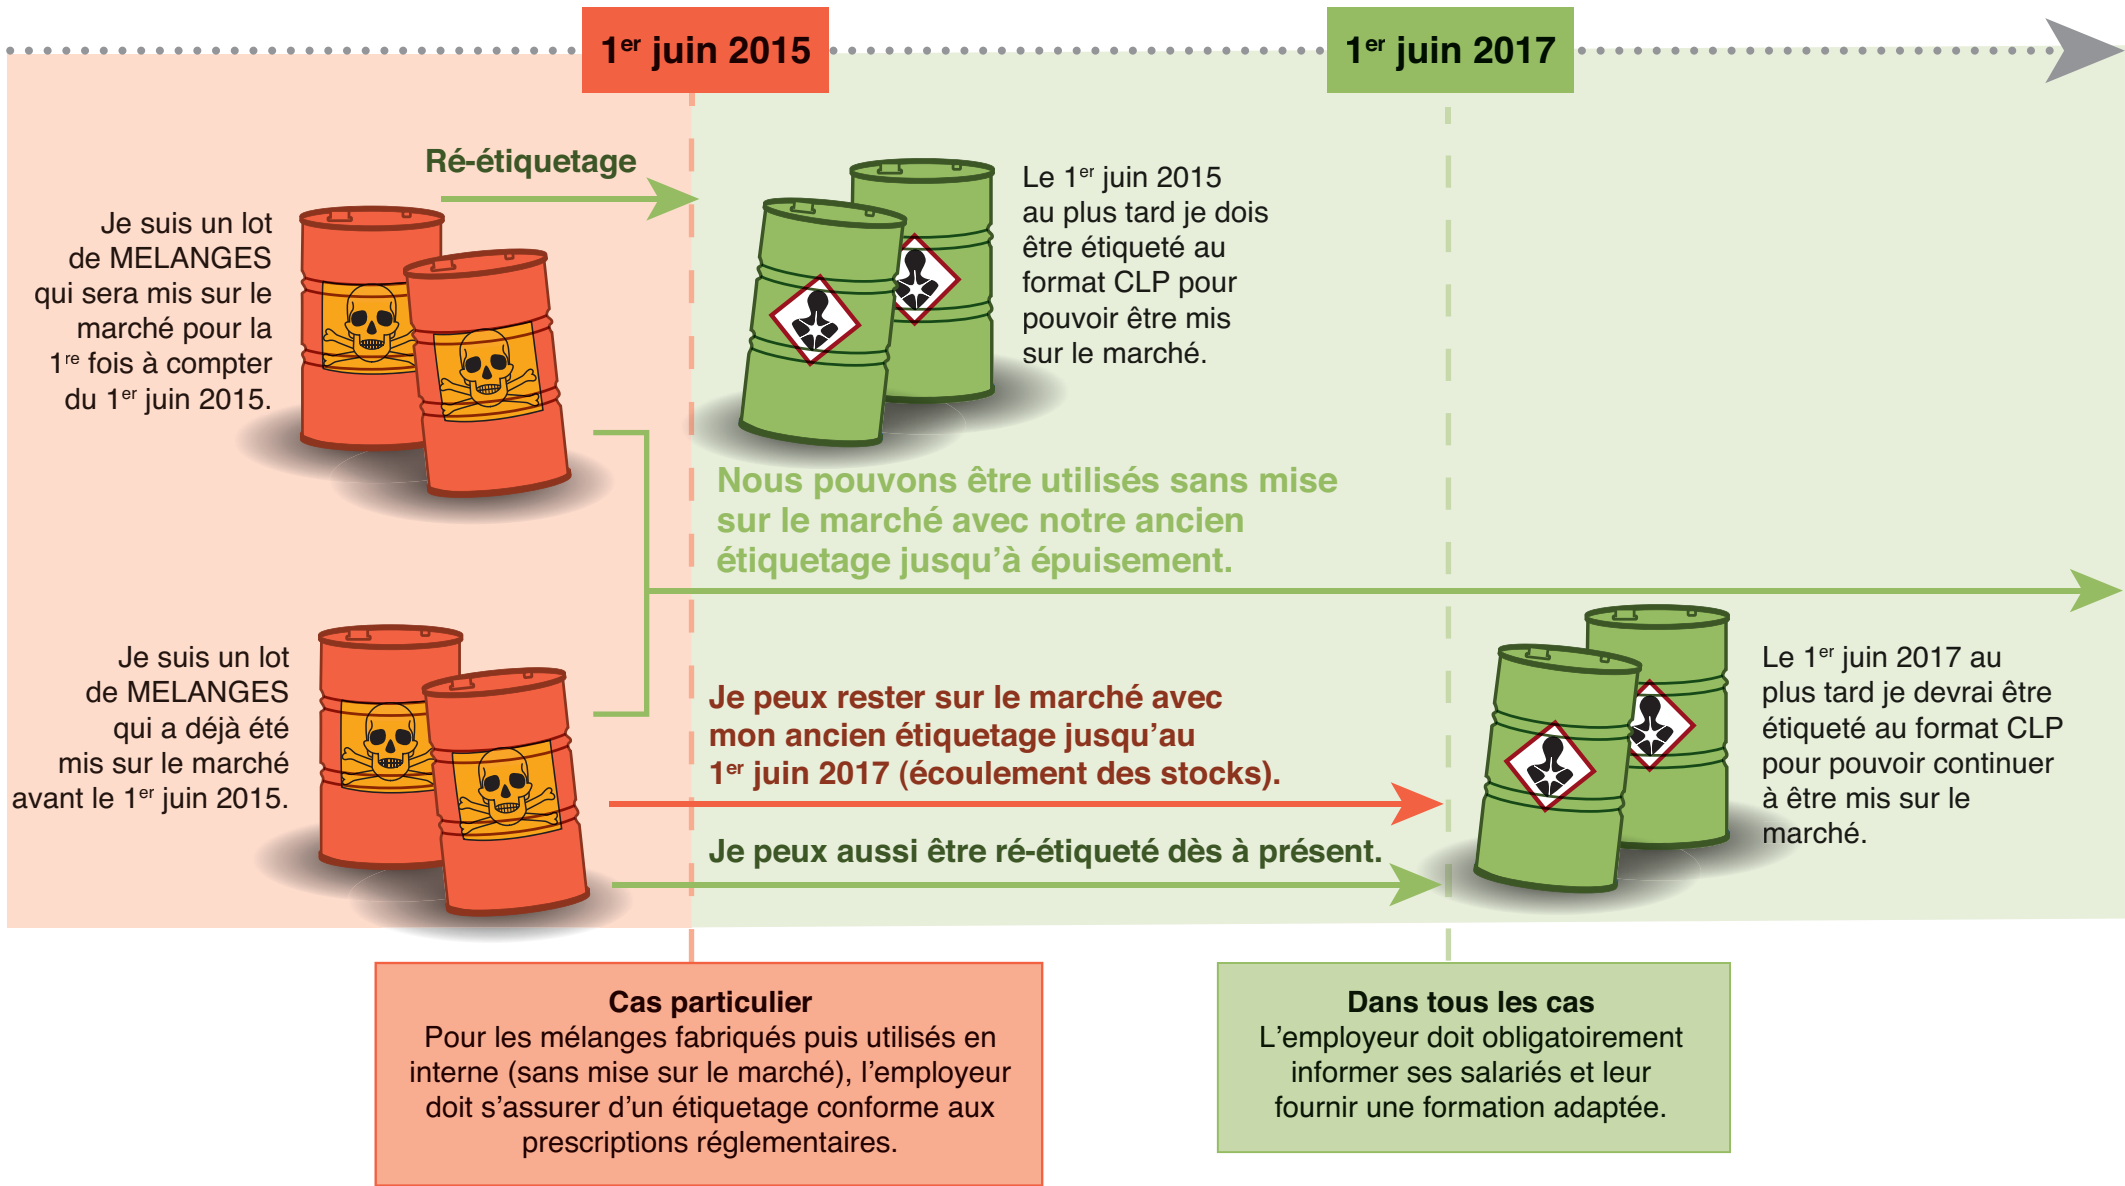 1er juin 2015
1er juin 2017
Ré-étiquetage
Je suis un lot
de MELANGES
qui sera mis sur le
marché pour la
1re fois à compter
du 1er juin 2015.
Le 1er juin 2015
au plus tard je dois
être étiqueté au
format CLP pour
pouvoir être mis
sur le marché.
Nous pouvons être utilisés sans mise
sur le marché avec notre ancien
étiquetage jusqu’à épuisement.
Je suis un lot
de MELANGES
qui a déjà été
mis sur le marché
avant le 1er juin 2015.
Je peux rester sur le marché avec
mon ancien étiquetage jusqu’au
1er juin 2017 (écoulement des stocks).
Je peux aussi être ré-étiqueté dès à présent.
Le 1er juin 2017 au
plus tard je devrai être
étiqueté au format CLP
pour pouvoir continuer
à être mis sur le
marché.
Cas particulier
Pour les mélanges fabriqués puis utilisés en
interne (sans mise sur le marché), l’employeur
doit s’assurer d’un étiquetage conforme aux
prescriptions réglementaires.
Dans tous les cas
L’employeur doit obligatoirement
informer ses salariés et leur
fournir une formation adaptée.